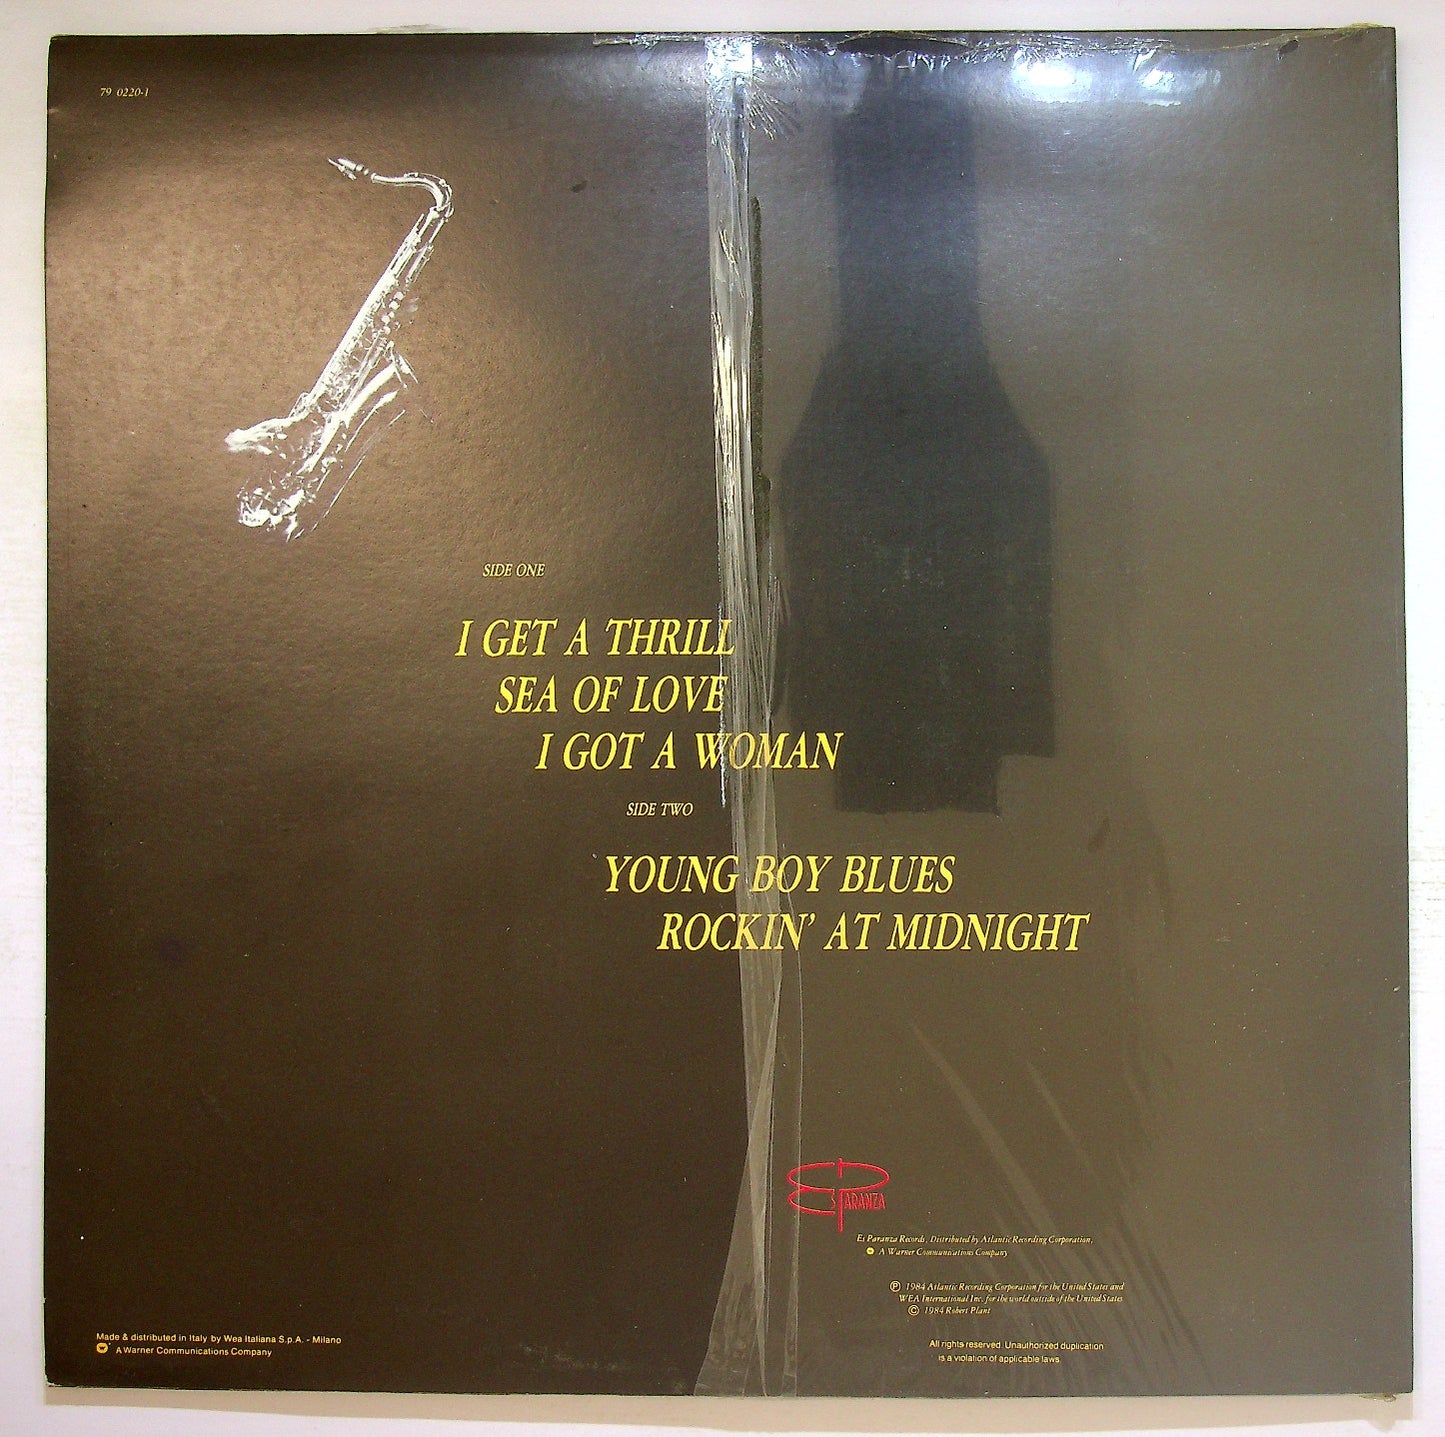 79 0220-1
SIDE ONE
I GET A THRILL
SEA OF LOVE
I GOT A WOMAN
SIDE TWO
YOUNG BOY BLUES
ROCKIN' AT MIDNIGHT
ES PARANZA
Es Paranza Records, Distributed by Atlantic Recording Corporation,
A Warner Communications Company
℗ 1984 Atlantic Recording Corporation for the United States and
WEA International Inc. for the world outside of the United States
© 1984 Robert Plant
Made & distributed in Italy by Wea Italiana S.p.A. - Milano
A Warner Communications Company
All rights reserved. Unauthorized duplication
is a violation of applicable laws.